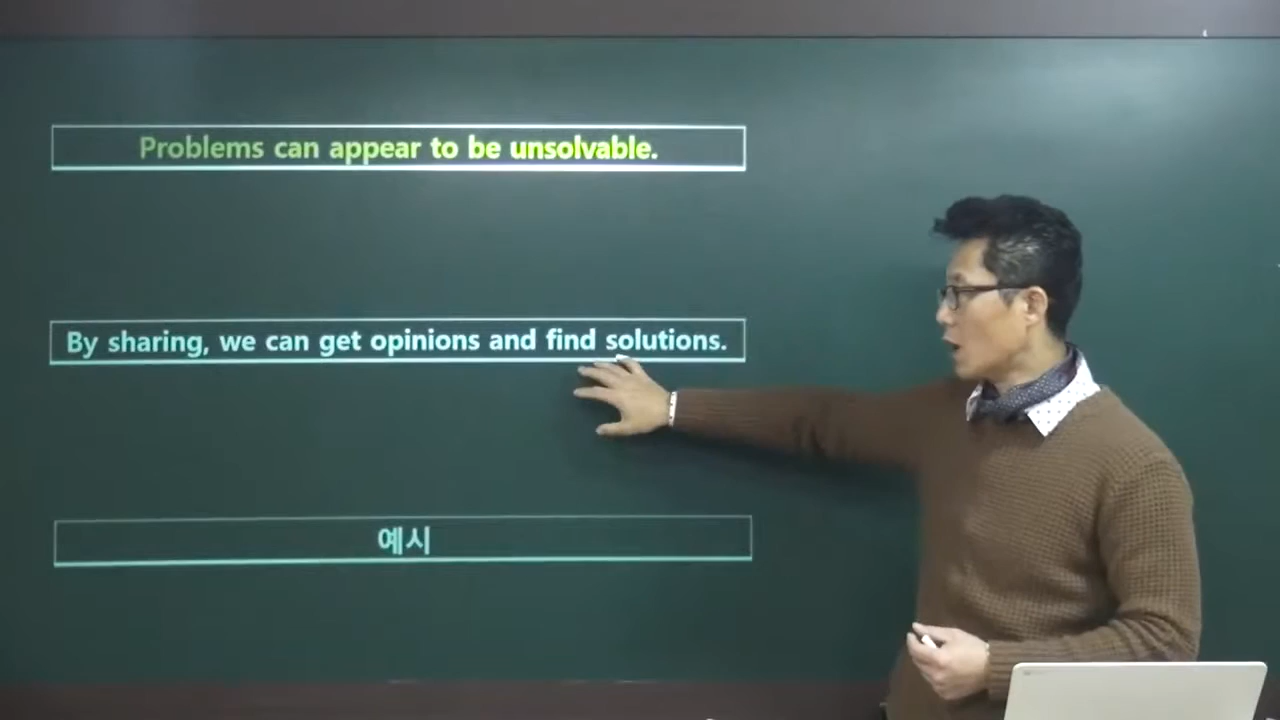 Problems can appear to be unsolvable.
By sharing, we can get opinions and find solutions.
예시